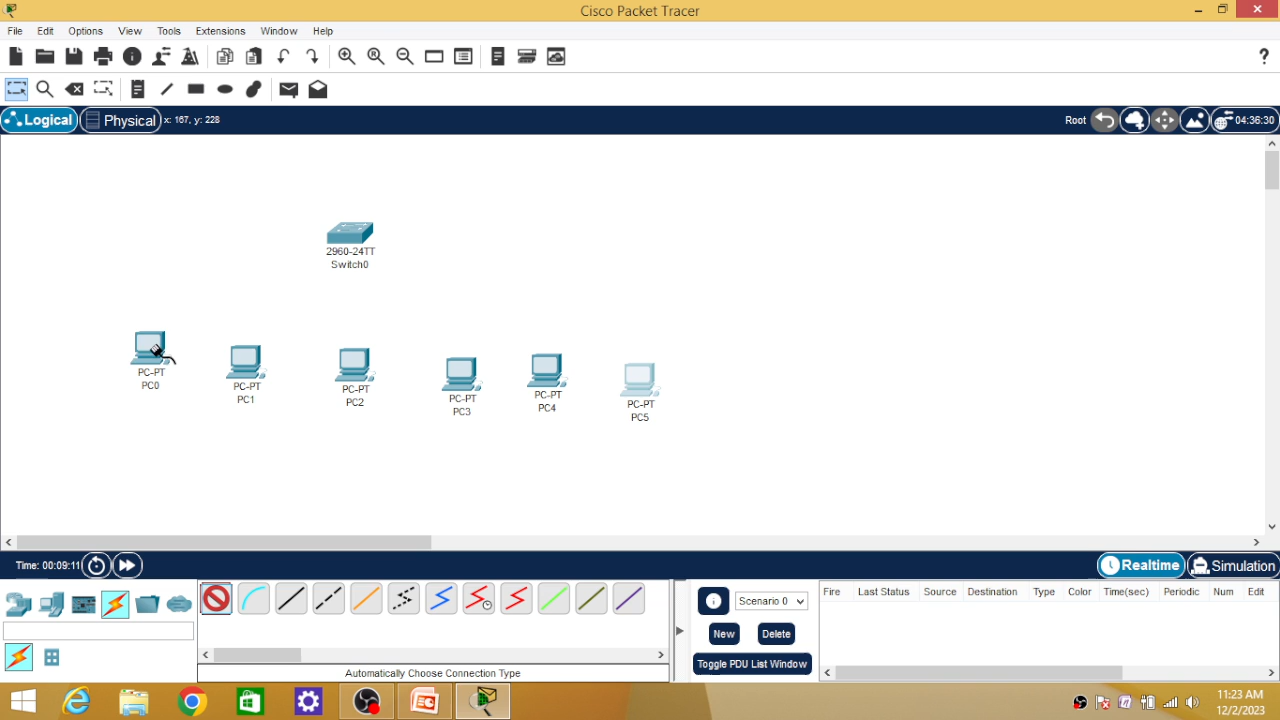 Cisco Packet Tracer
File Edit Options View Tools Extensions Window Help
?
Logical Physical x: 167, y: 228 Root 04:36:30
2960-24TT
Switch0
PC-PT
PC0
PC-PT
PC1
PC-PT
PC2
PC-PT
PC3
PC-PT
PC4
PC-PT
PC5
Time: 00:09:11 Realtime Simulation
Scenario 0
New Delete
Toggle PDU List Window
Fire Last Status Source Destination Type Color Time(sec) Periodic Num Edit
Automatically Choose Connection Type
11:23 AM
12/2/2023